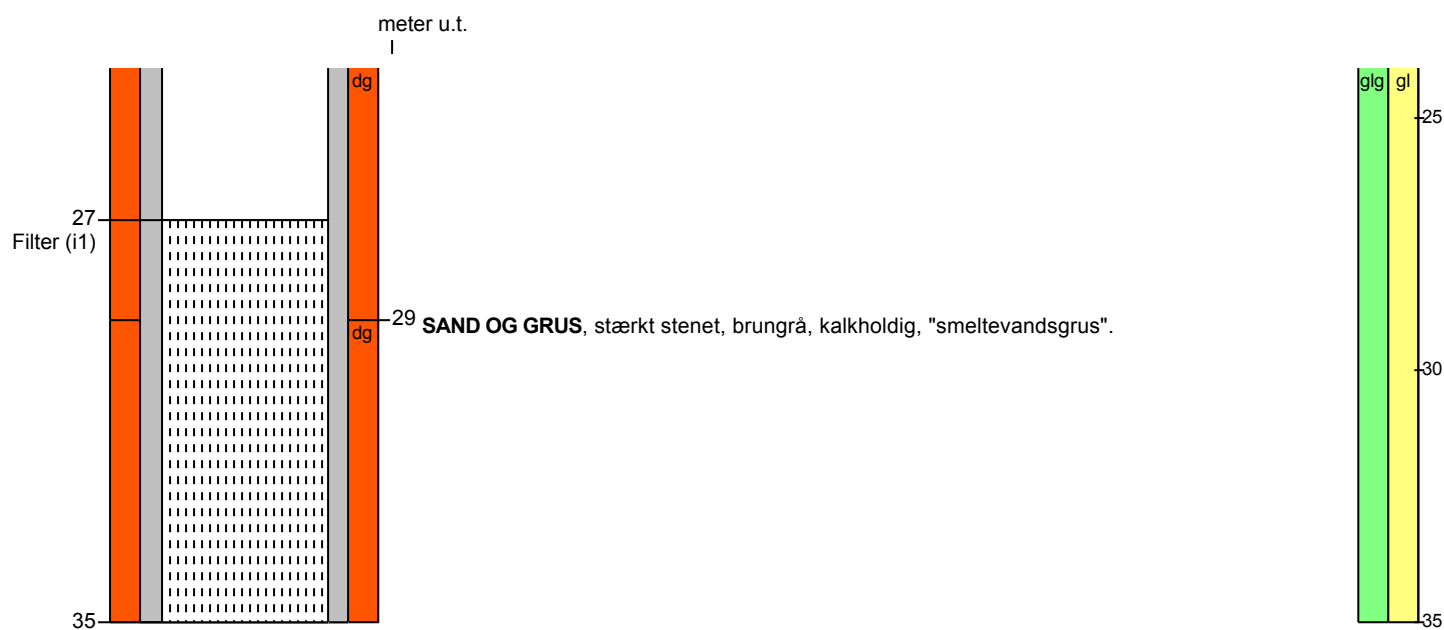 meter u.t.
dg
glg gl
25
27
Filter (i1)
29 SAND OG GRUS, stærkt stenet, brungrå, kalkholdig, "smeltevandsgrus".
dg
30
35
35